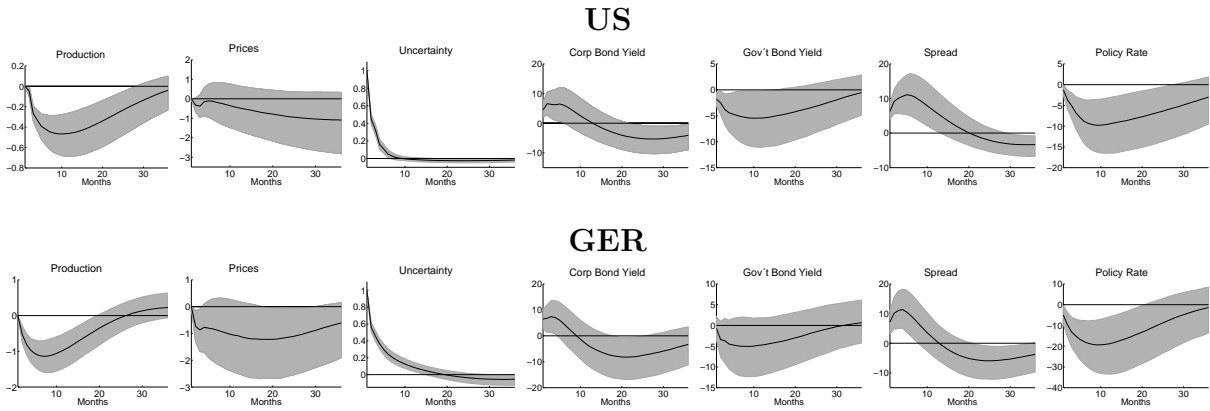 US
Production
Prices
Uncertainty
Corp Bond Yield
Gov´t Bond Yield
Spread
Policy Rate
0.2
0
−0.2
−0.4
−0.6
−0.8
10 20 30
Months
2
1
0
−1
−2
−3
10 20 30
Months
1
0.8
0.6
0.4
0.2
0
10 20 30
Months
20
10
0
−10
10 20 30
Months
5
0
−5
−10
−15
10 20 30
Months
20
10
0
−10
10 20 30
Months
5
0
−5
−10
−15
−20
10 20 30
Months
GER
Production
Prices
Uncertainty
Corp Bond Yield
Gov´t Bond Yield
Spread
Policy Rate
1
0
−1
−2
10 20 30
Months
1
0
−1
−2
−3
10 20 30
Months
1
0.8
0.6
0.4
0.2
0
10 20 30
Months
20
10
0
−10
−20
10 20 30
Months
10
5
0
−5
−10
−15
10 20 30
Months
20
10
0
−10
10 20 30
Months
10
0
−10
−20
−30
−40
10 20 30
Months